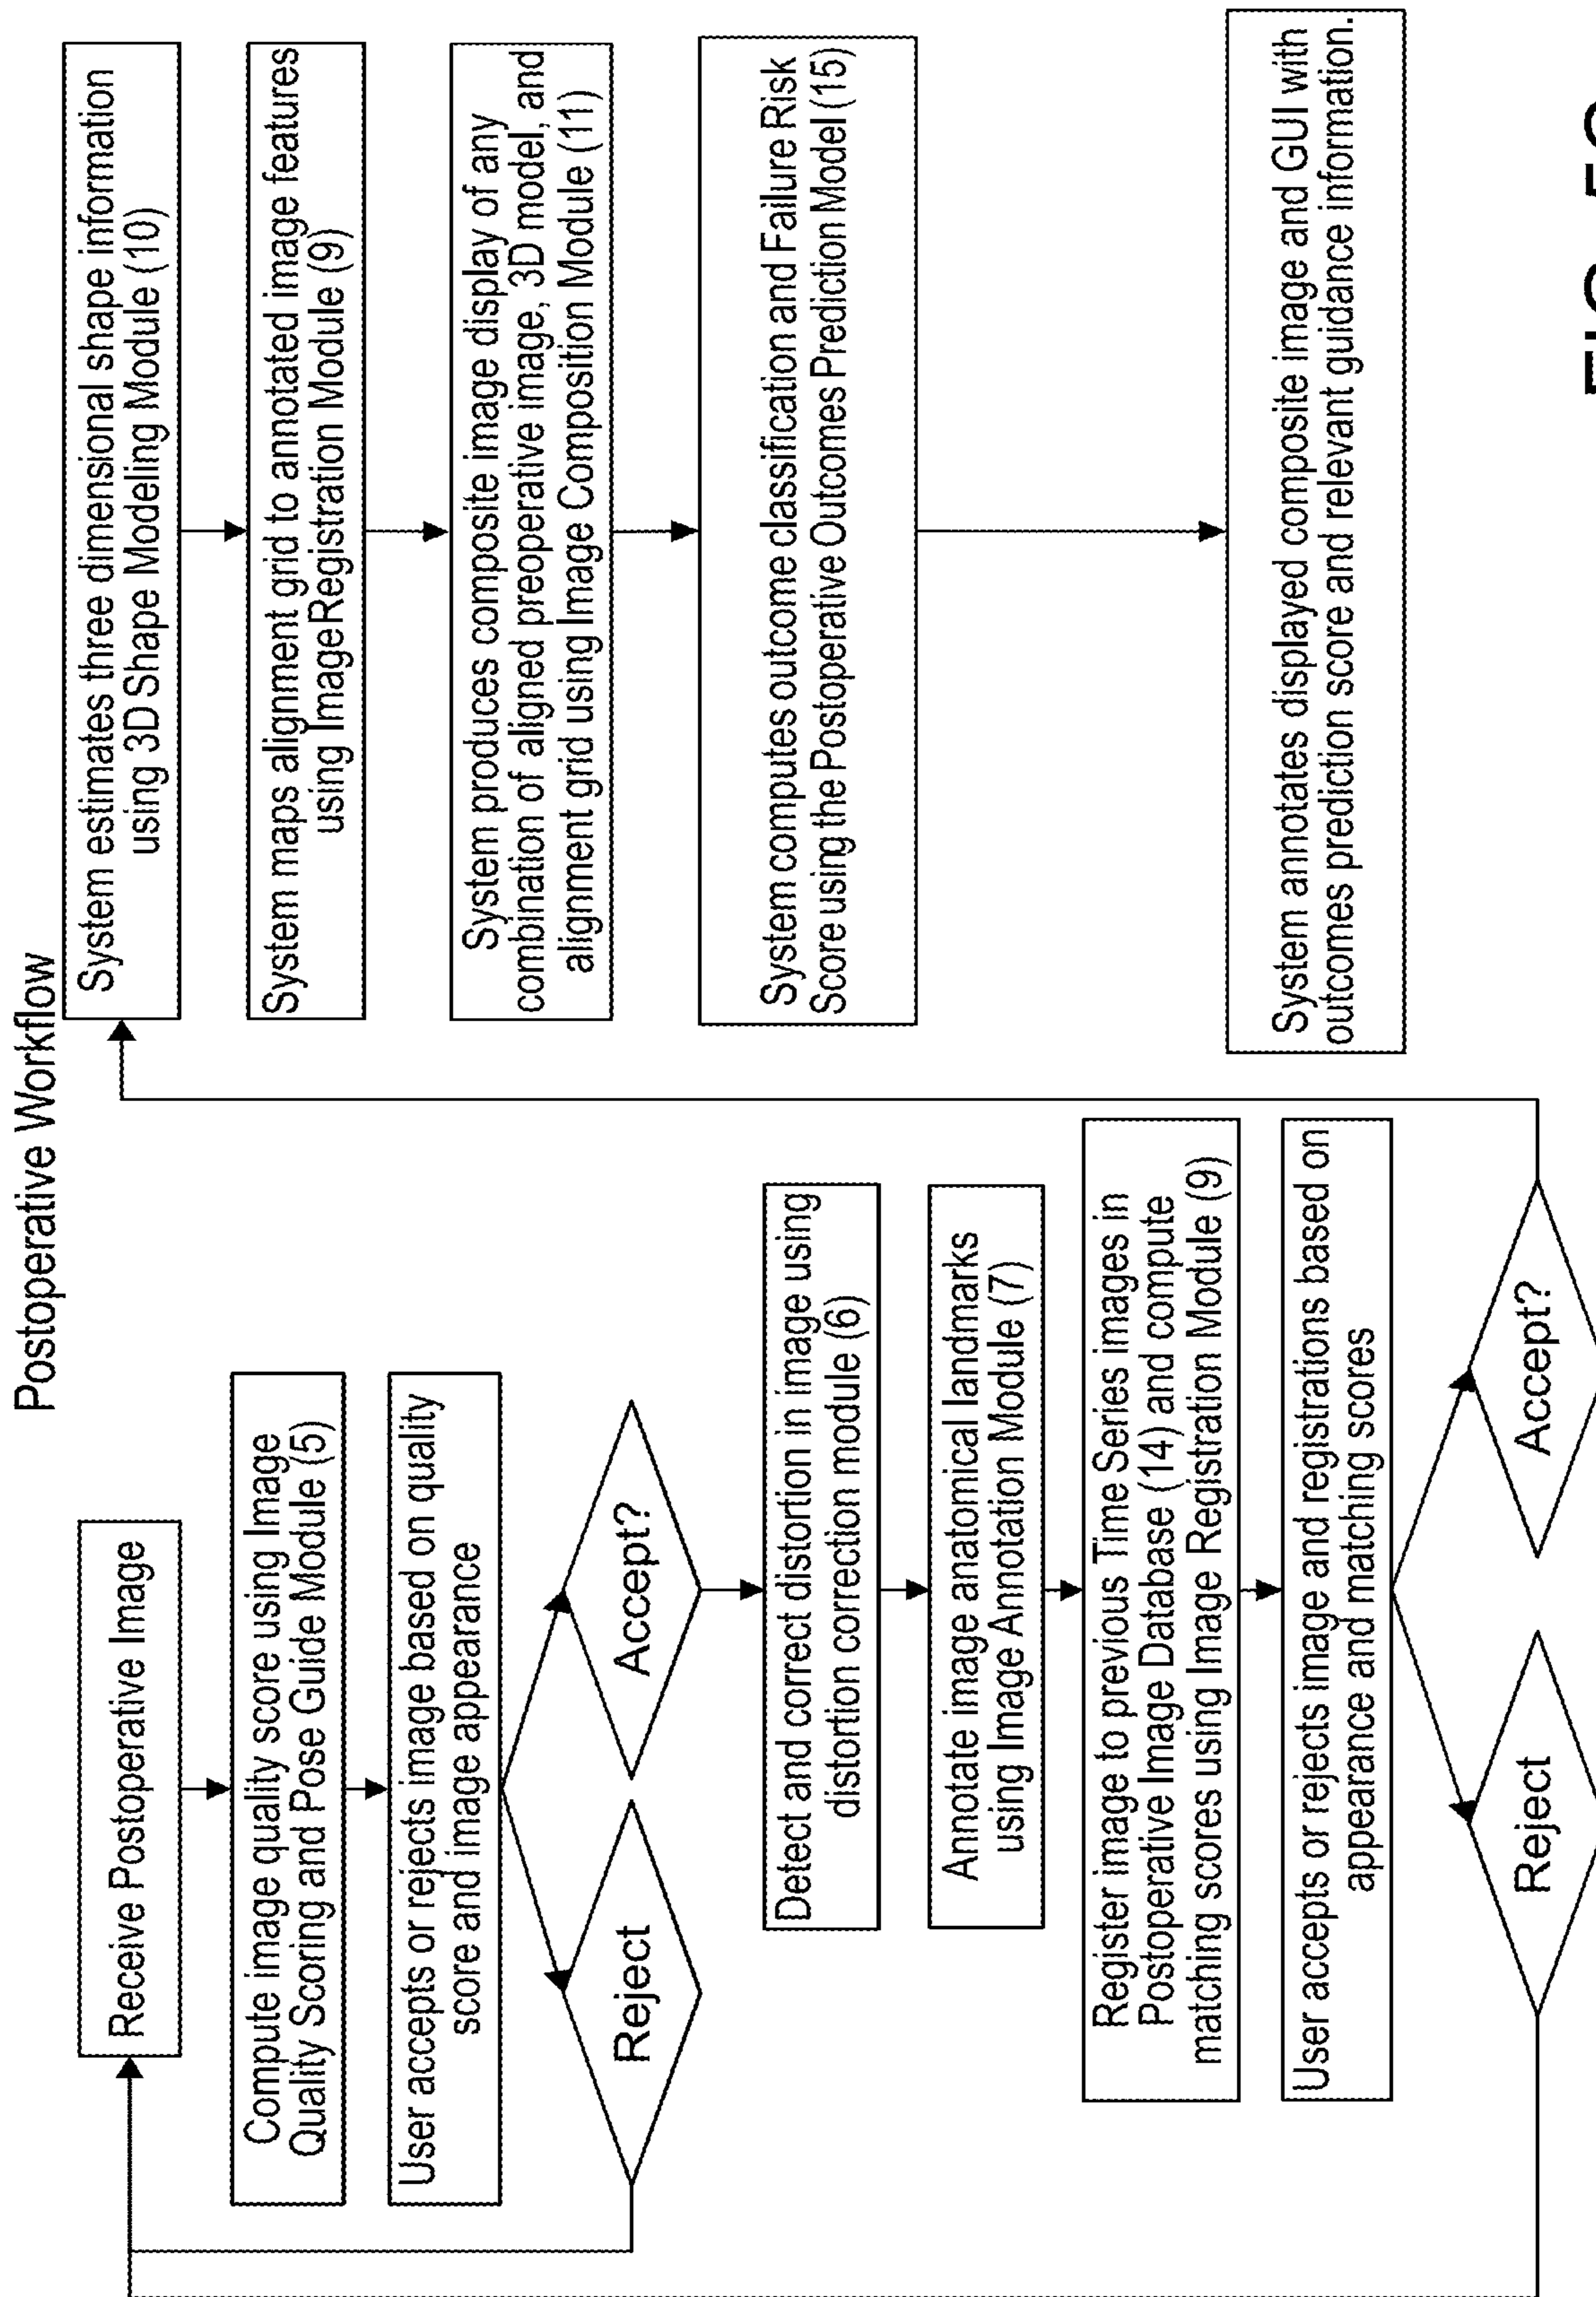 Postoperative Workflow
Receive Postoperative Image
Compute image quality score using Image
Quality Scoring and Pose Guide Module (5)
User accepts or rejects image based on quality
score and image appearance
Reject
Accept?
Detect and correct distortion in image using
distortion correction module (6)
Annotate image anatomical landmarks
using Image Annotation Module (7)
Register image to previous Time Series images in
Postoperative Image Database (14) and compute
matching scores using Image Registration Module (9)
User accepts or rejects image and registrations based on
appearance and matching scores
Reject
Accept?
System estimates three dimensional shape information
using 3D Shape Modeling Module (10)
System maps alignment grid to annotated image features
using ImageRegistration Module (9)
System produces composite image display of any
combination of aligned preoperative image, 3D model, and
alignment grid using Image Composition Module (11)
System computes outcome classification and Failure Risk
Score using the Postoperative Outcomes Prediction Model (15)
System annotates displayed composite image and GUI with
outcomes prediction score and relevant guidance information.